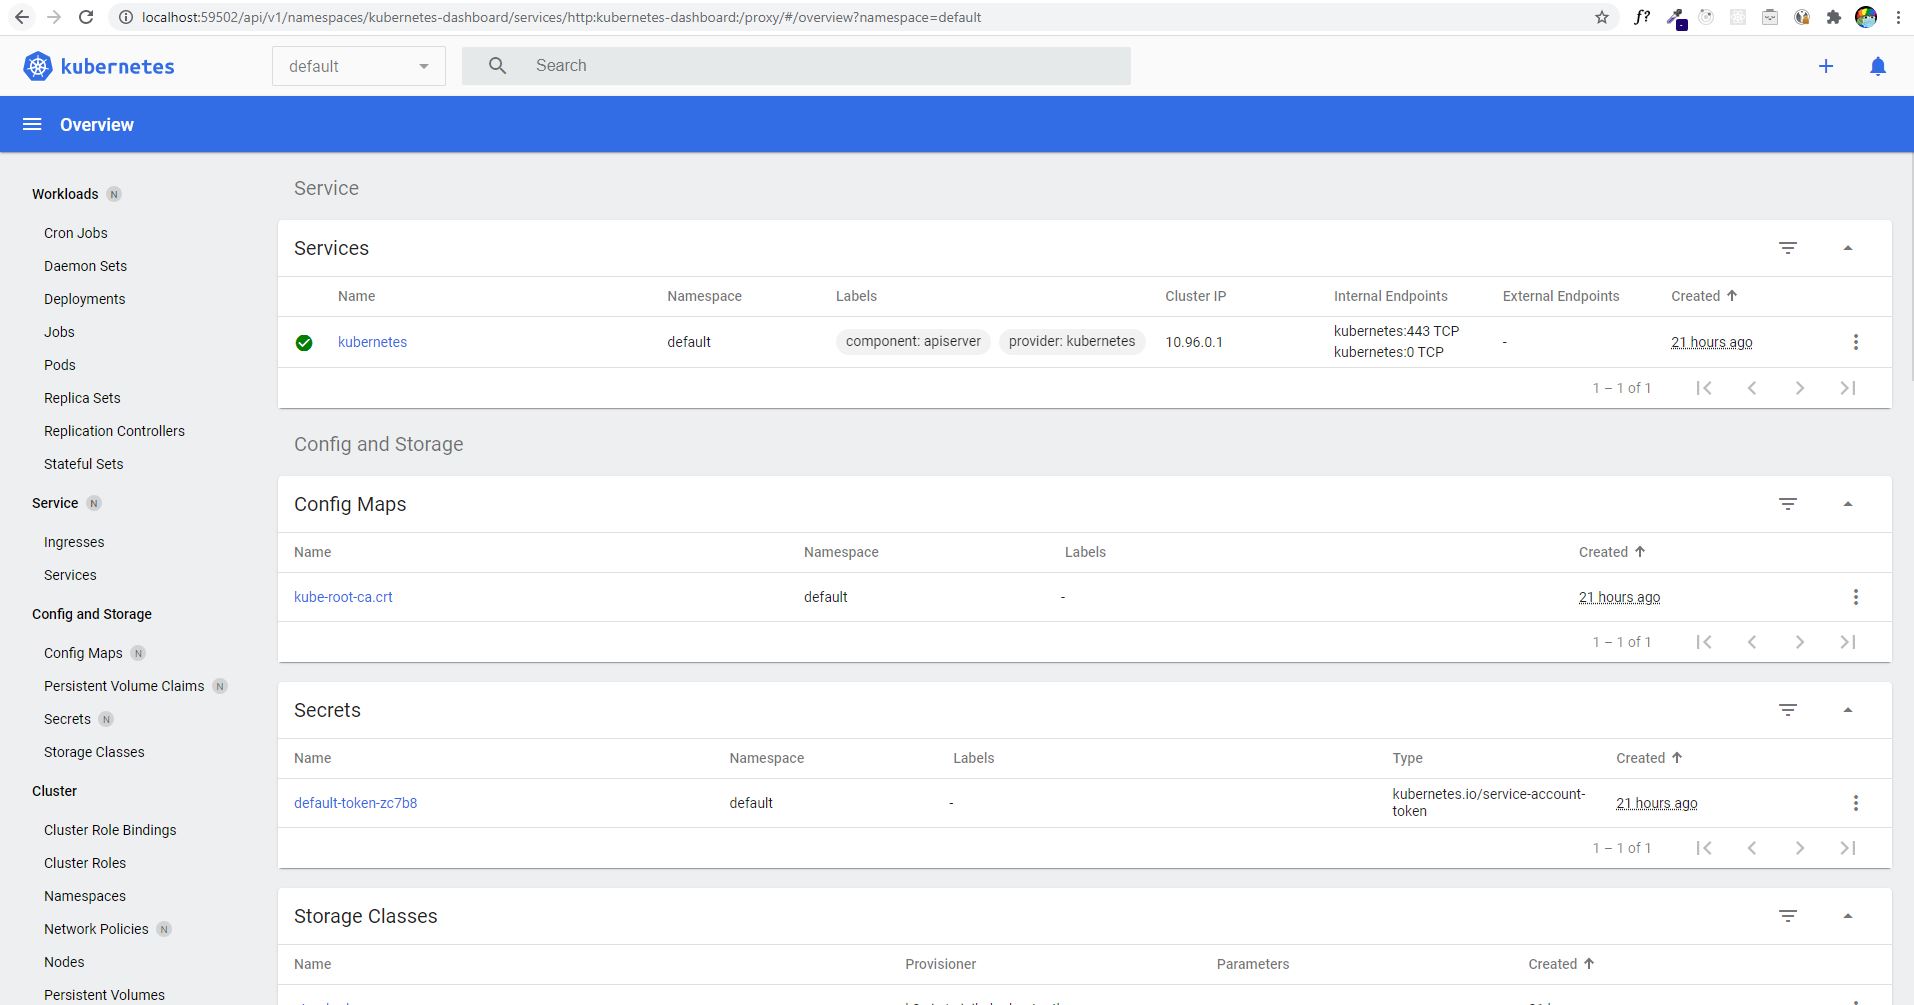 localhost:59502/api/v1/namespaces/kubernetes-dashboard/services/http:kubernetes-dashboard:/proxy/#/overview?namespace=default
f?
kubernetes
default
Search
Overview
Workloads N
Cron Jobs
Daemon Sets
Deployments
Jobs
Pods
Replica Sets
Replication Controllers
Stateful Sets
Service N
Ingresses
Services
Config and Storage
Config Maps N
Persistent Volume Claims N
Secrets N
Storage Classes
Cluster
Cluster Role Bindings
Cluster Roles
Namespaces
Network Policies N
Nodes
Persistent Volumes
Service
Services
Name Namespace Labels Cluster IP Internal Endpoints External Endpoints Created
kubernetes default component: apiserver provider: kubernetes 10.96.0.1 kubernetes:443 TCP - 21 hours ago
kubernetes:0 TCP
1 – 1 of 1
Config and Storage
Config Maps
Name Namespace Labels Created
kube-root-ca.crt default - 21 hours ago
1 – 1 of 1
Secrets
Name Namespace Labels Type Created
default-token-zc7b8 default - kubernetes.io/service-account- 21 hours ago
token
1 – 1 of 1
Storage Classes
Name Provisioner Parameters Created